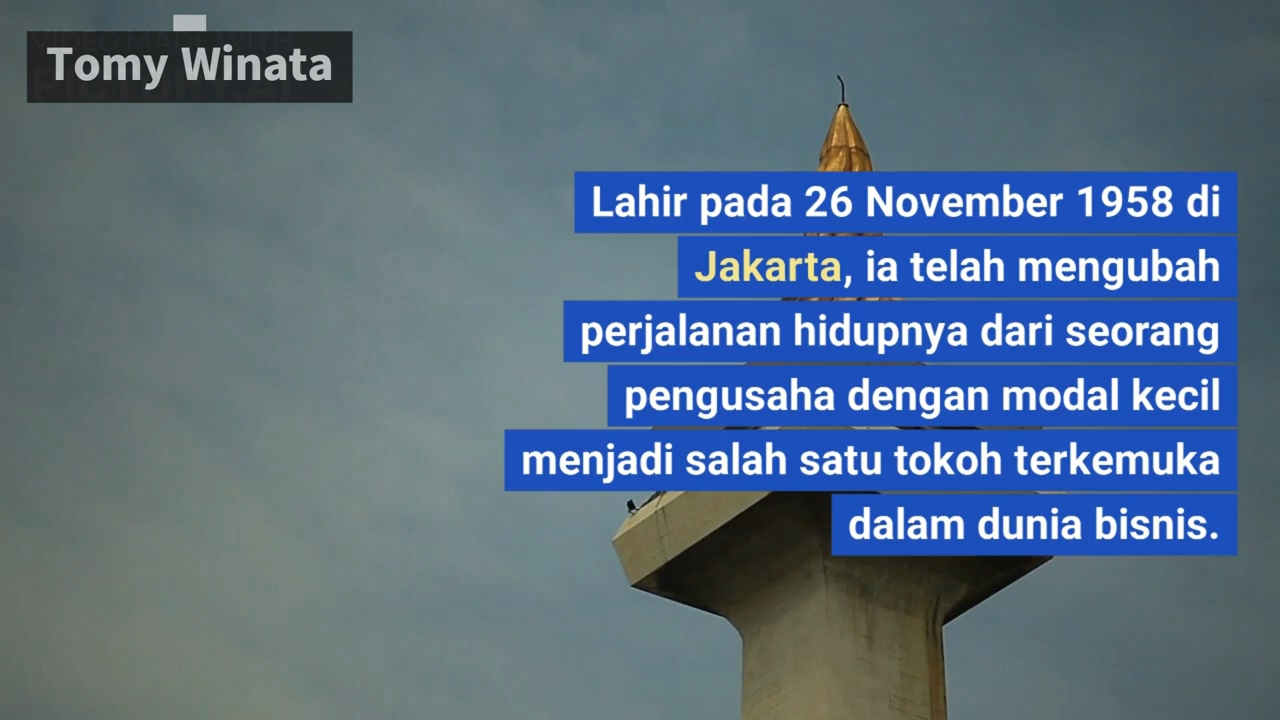 Tomy Winata
Lahir pada 26 November 1958 di
Jakarta, ia telah mengubah
perjalanan hidupnya dari seorang
pengusaha dengan modal kecil
menjadi salah satu tokoh terkemuka
dalam dunia bisnis.